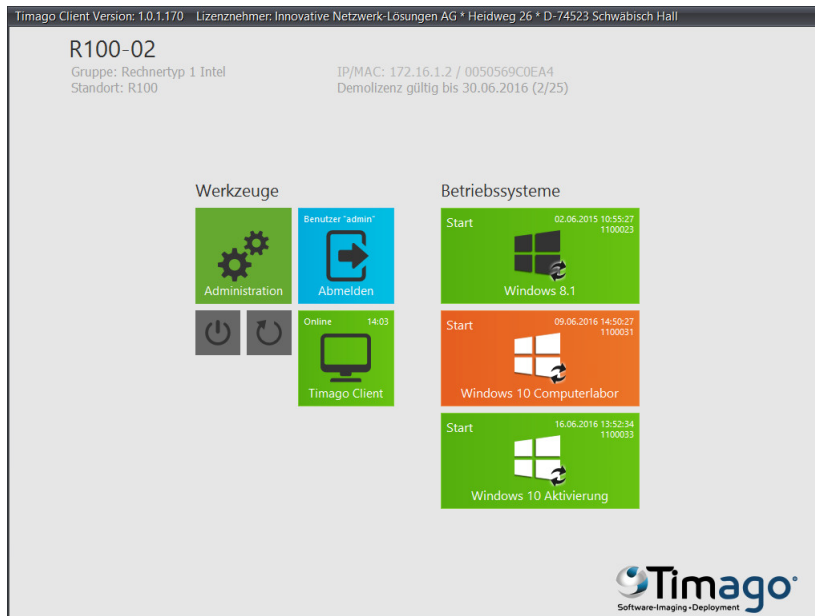 Timago Client Version: 1.0.1.170 Lizenznehmer: Innovative Netzwerk-Lösungen AG * Heidweg 26 * D-74523 Schwäbisch Hall
R100-02
Gruppe: Rechnertyp 1 Intel
IP/MAC: 172.16.1.2 / 0050569C0EA4
Standort: R100
Demolizenz gültig bis 30.06.2016 (2/25)
Werkzeuge
Administration
Benutzer "admin"
Abmelden
Online 14:03
Timago Client
Betriebssysteme
Start 02.06.2015 10:55:27
1100023
Windows 8.1
Start 09.06.2016 14:50:27
1100031
Windows 10 Computerlabor
Start 16.06.2016 13:52:34
1100033
Windows 10 Aktivierung
Timago
Software-Imaging•Deployment